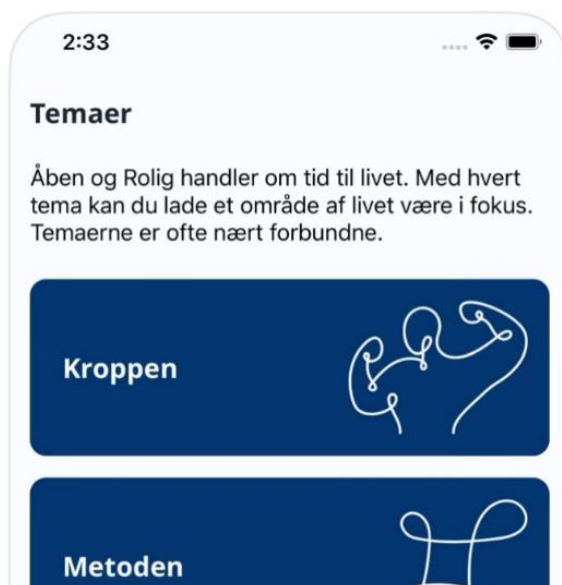 2:33
Temaer
Åben og Rolig handler om tid til livet. Med hvert
tema kan du lade et område af livet være i fokus.
Temaerne er ofte nært forbundne.
Kroppen
Metoden